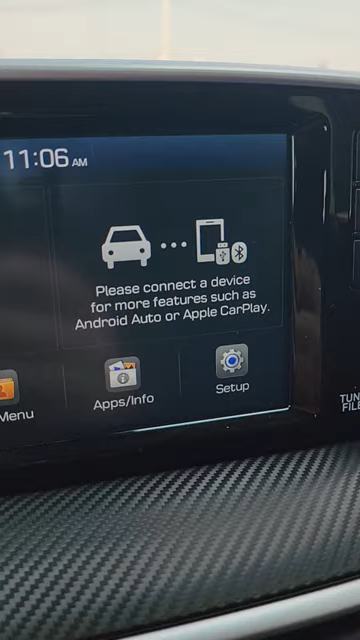 11:06 AM
Please connect a device
for more features such as
Android Auto or Apple CarPlay.
Menu
Apps/Info
Setup
TUN
FILE